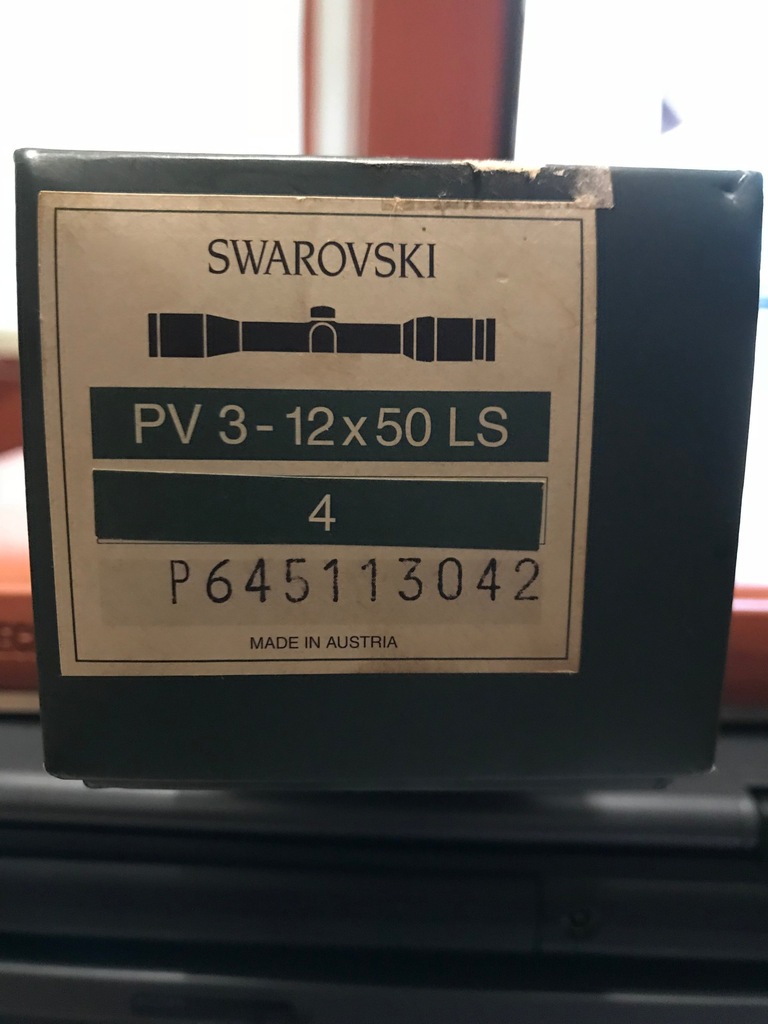 SWAROVSKI
PV 3-12x50 LS
4
P645113042
MADE IN AUSTRIA